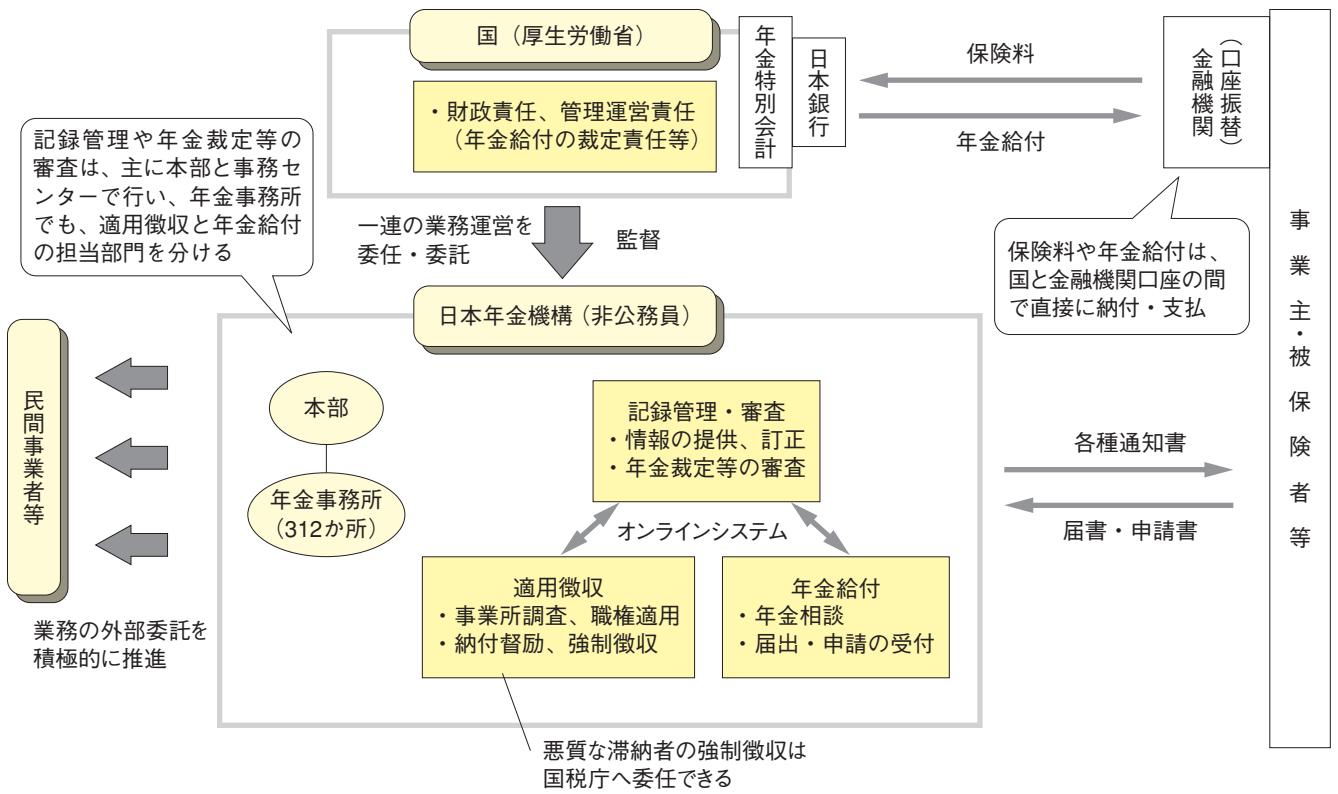 国（厚生労働省）
・財政責任、管理運営責任
（年金給付の裁定責任等）
年金特別会計
日本銀行
保険料
年金給付
金融機関
（口座振替）
事業主・被保険者等
記録管理や年金裁定等の
審査は、主に本部と事務セ
ンターで行い、年金事務所
でも、適用徴収と年金給付
の担当部門を分ける
一連の業務運営を
委任・委託
監督
保険料や年金給付は、
国と金融機関口座の間
で直接に納付・支払
日本年金機構（非公務員）
民間事業者等
本部
年金事務所
（312か所）
記録管理・審査
・情報の提供、訂正
・年金裁定等の審査
オンラインシステム
適用徴収
・事業所調査、職権適用
・納付督励、強制徴収
年金給付
・年金相談
・届出・申請の受付
各種通知書
届書・申請書
業務の外部委託を
積極的に推進
悪質な滞納者の強制徴収は
国税庁へ委任できる